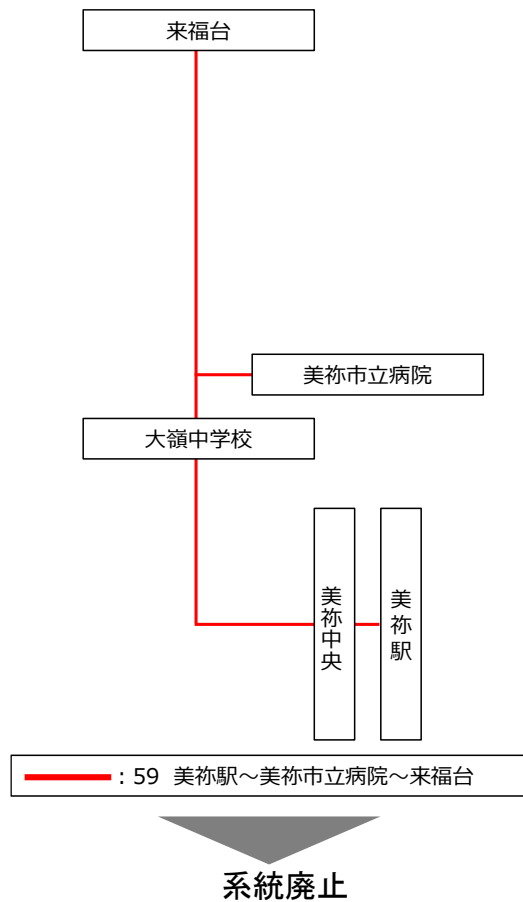 来福台
美祢市立病院
大嶺中学校
美祢中央
美祢駅
：59 美祢駅～美祢市立病院～来福台
系統廃止